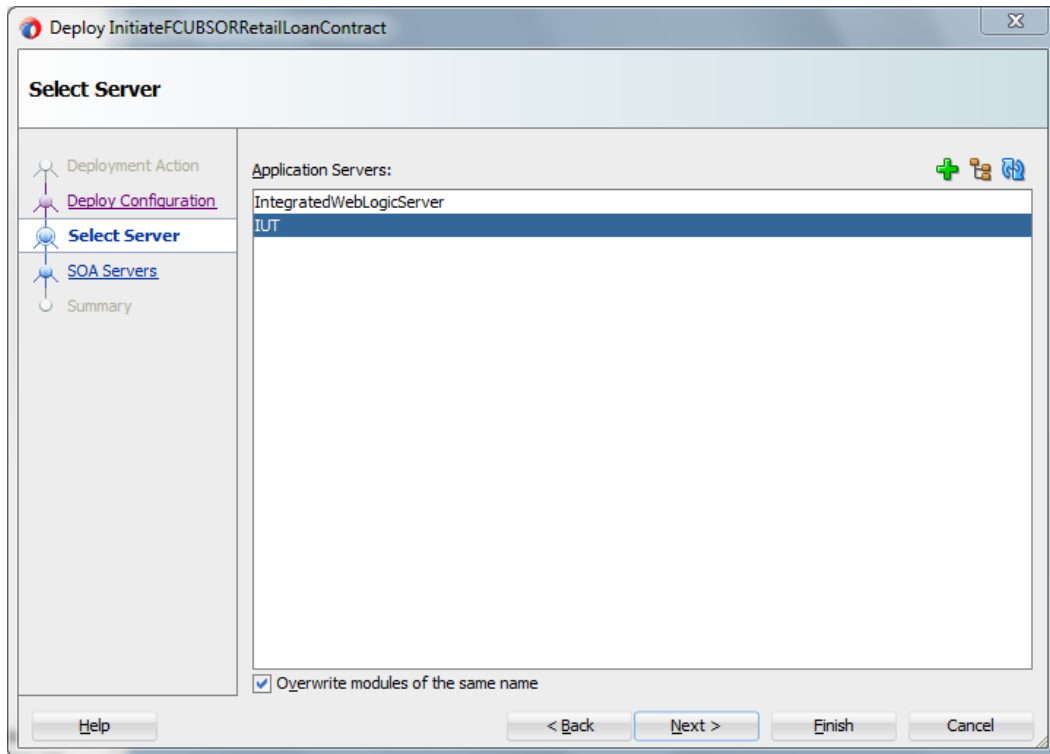 Deploy InitiateFCUBSORRetailLoanContract
Select Server
Deployment Action
Deploy Configuration
Select Server
SOA Servers
Summary
Application Servers:
IntegratedWebLogicServer
IUT
Overwrite modules of the same name
Help
< Back
Next >
Finish
Cancel